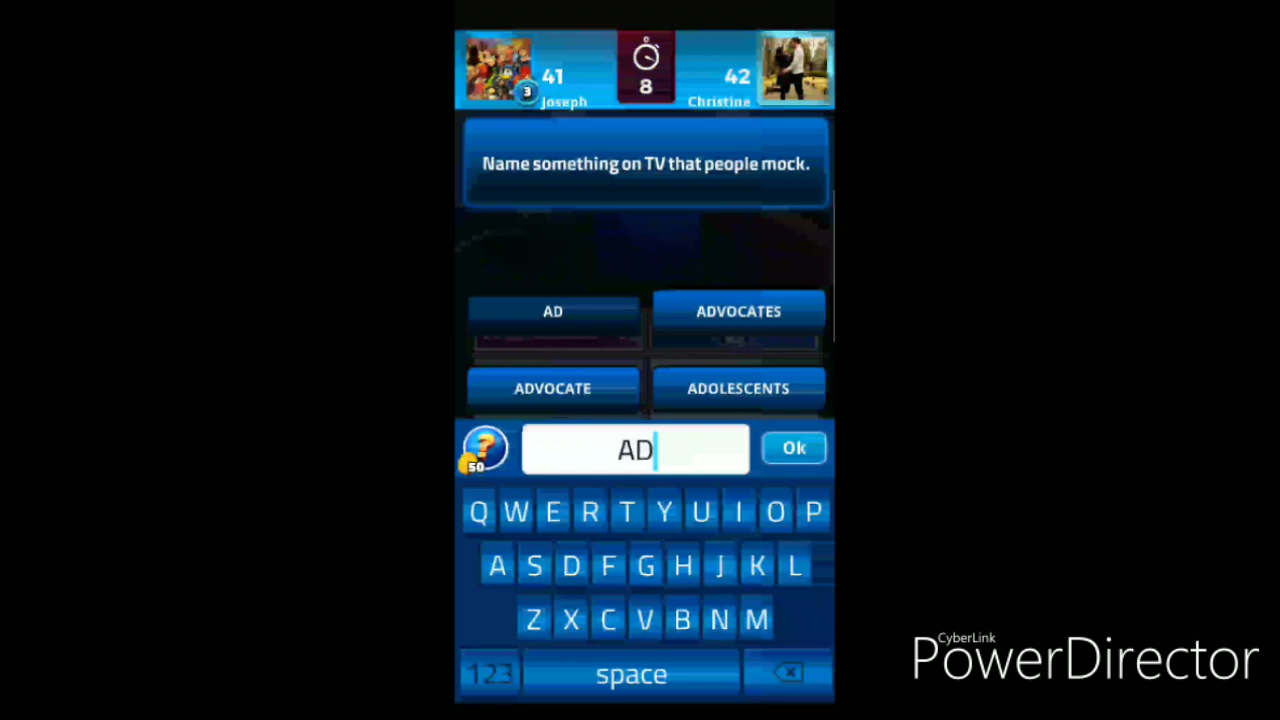 41
Joseph
3
8
42
Christine
Name something on TV that people mock.
AD
ADVOCATES
ADVOCATE
ADOLESCENTS
50
AD
Ok
Q W E R T Y U I O P
A S D F G H J K L
Z X C V B N M
123
space
CyberLink
PowerDirector